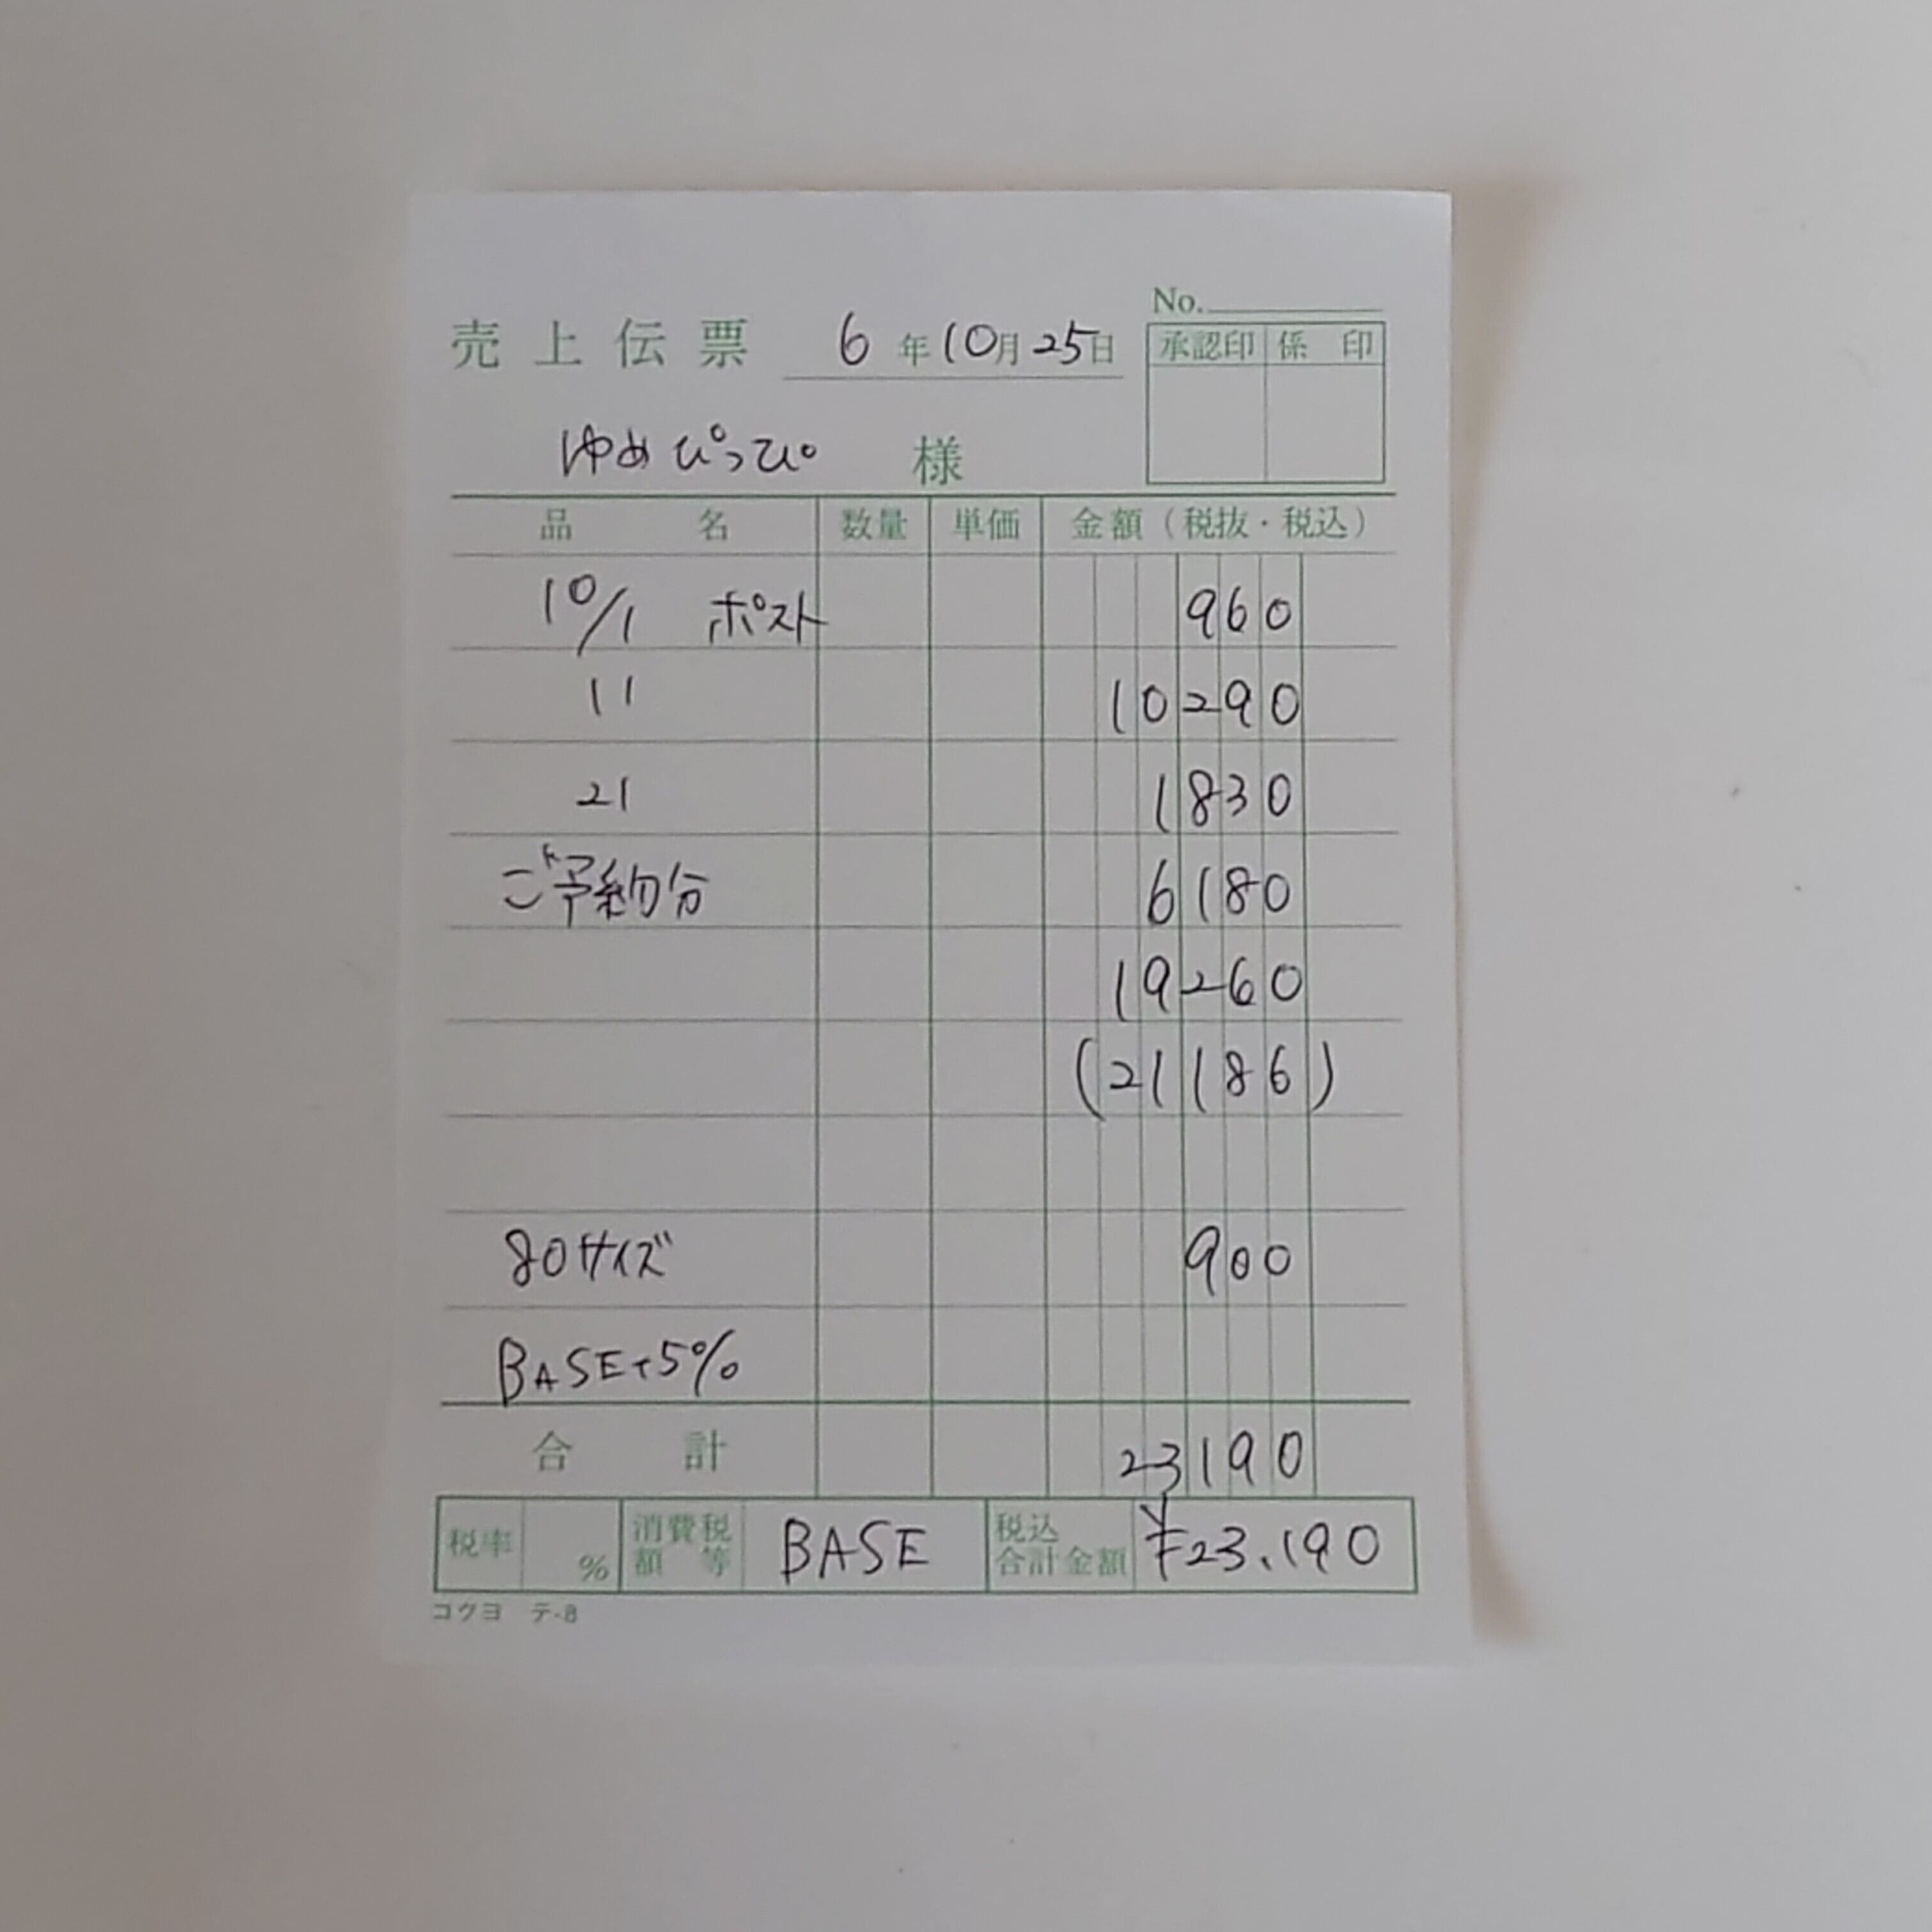 No.
売上伝票 6年10月25日
承認印 係印
ゆめぴっぴ 様
品名 数量 単価 金額（税抜・税込）
10/1 ポスト 960
11 10290
21 1830
ご予約分 6180
19260
(21186)
80サイズ 900
BASE+5%
合計 23190
税率 % 消費税額等 BASE 税込合計金額 ¥23.190
コクヨ テ-8